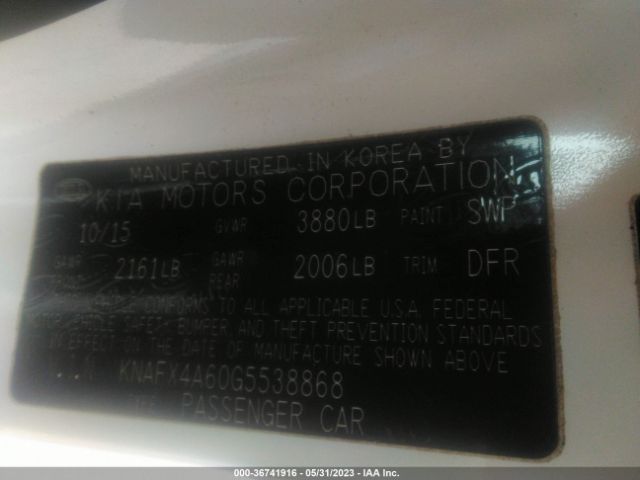 MANUFACTURED IN KOREA BY
KIA MOTORS CORPORATION
10/15 GVWR 3880LB PAINT SWP
GAWR 2161LB GAWR 2006LB TRIM DFR
REAR
TO ALL APPLICABLE U.S.A. FEDERAL
SAFETY, BUMPER, AND THEFT PREVENTION STANDARDS
IN EFFECT ON THE DATE OF MANUFACTURE SHOWN ABOVE
KNAFX4A60G5538868
TYPE PASSENGER CAR
000-36741916 - 05/31/2023 - IAA Inc.